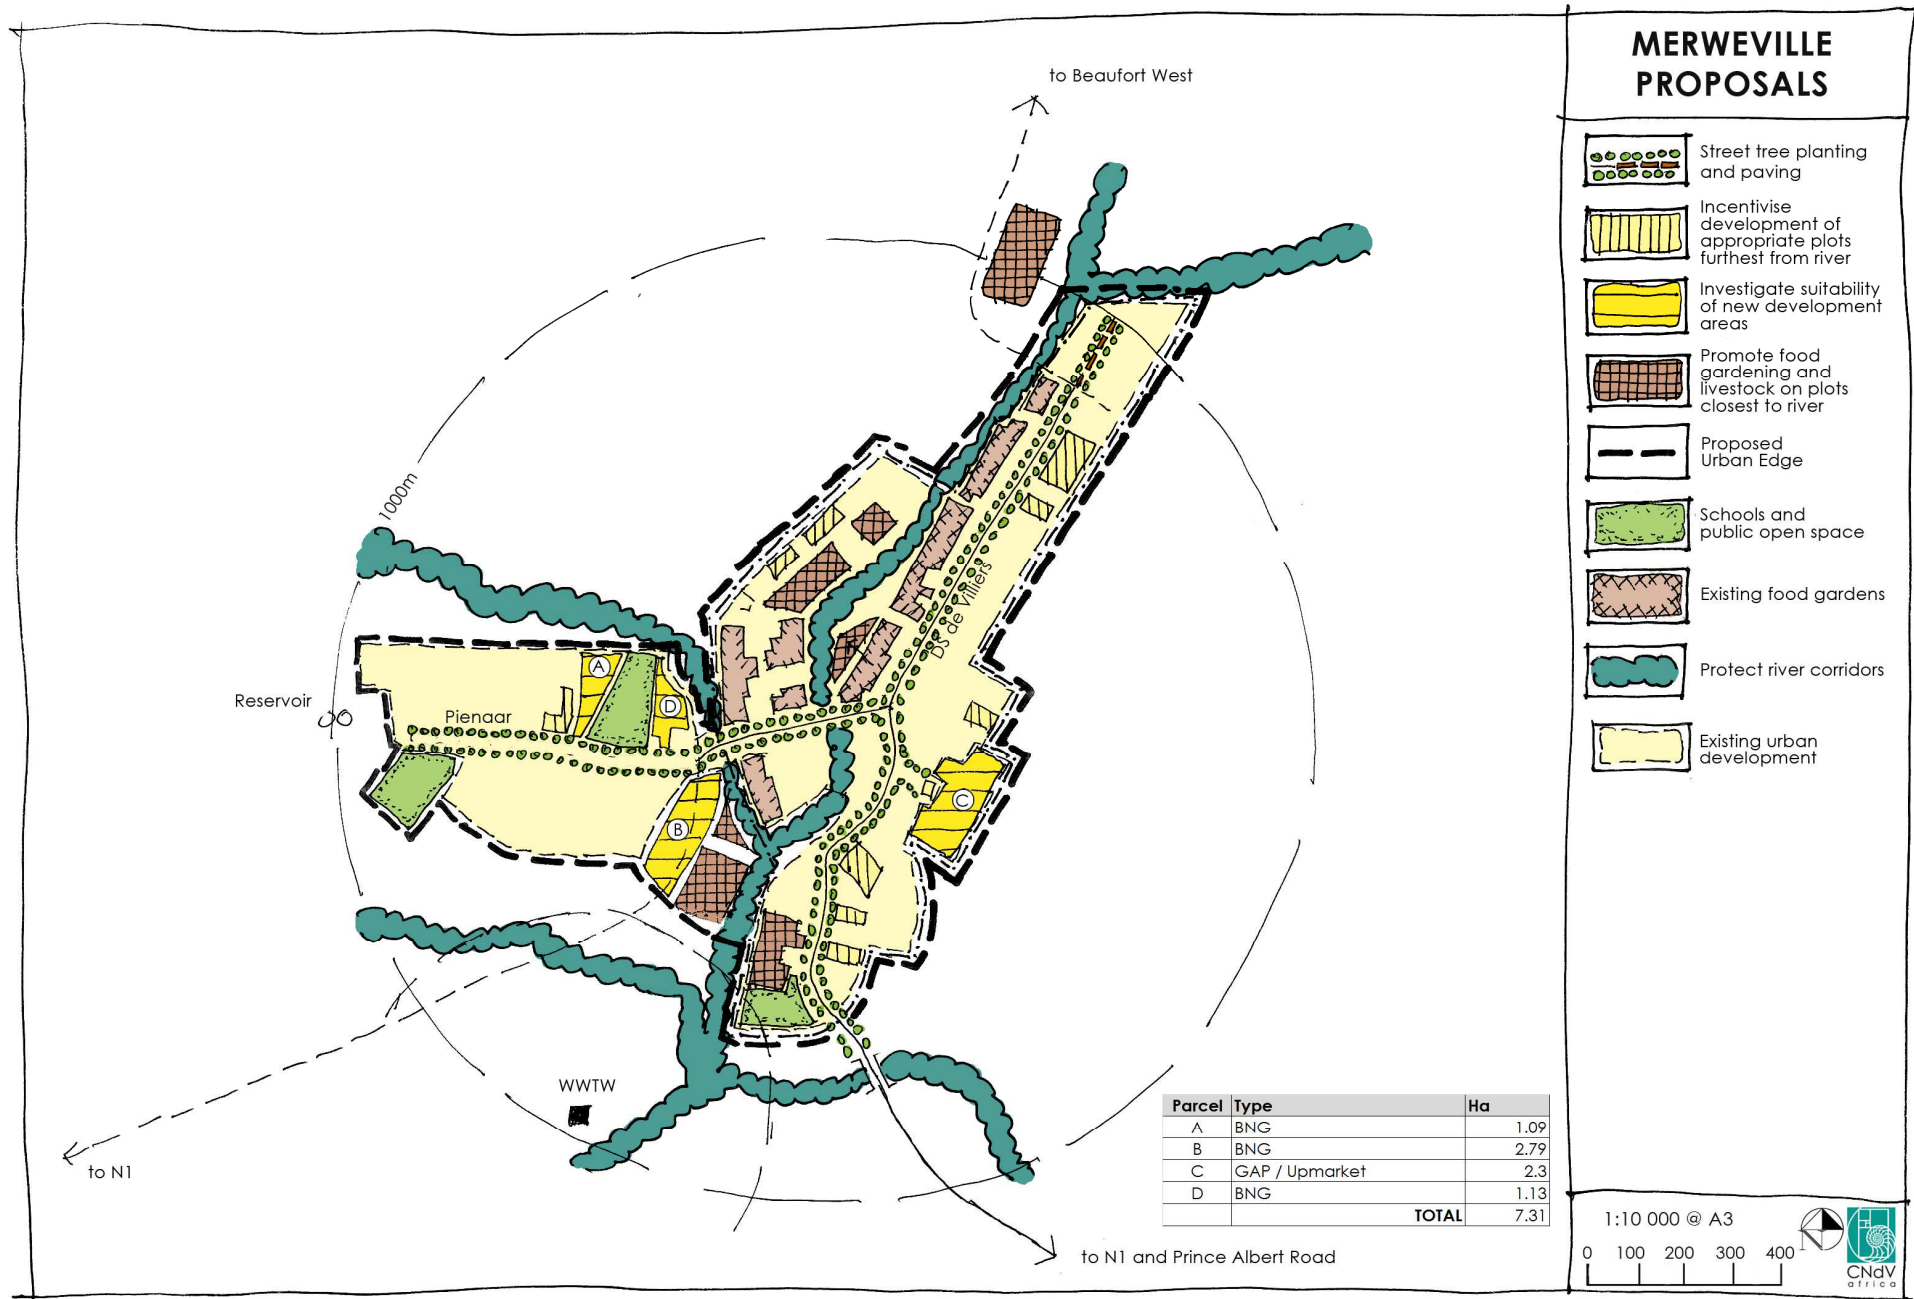 MERWEVILLE
PROPOSALS
to Beaufort West
Street tree planting
and paving
Incentivise
development of
appropriate plots
furthest from river
Investigate suitability
of new development
areas
Promote food
gardening and
livestock on plots
closest to river
Proposed
Urban Edge
Schools and
public open space
Existing food gardens
Protect river corridors
Existing urban
development
1000m
DS de Villiers
Reservoir
Pienaar
A
D
C
B
WWTW
to N1
to N1 and Prince Albert Road
Parcel Type Ha
A BNG 1.09
B BNG 2.79
C GAP / Upmarket 2.3
D BNG 1.13
TOTAL 7.31
1:10 000 @ A3
0 100 200 300 400
N
CNdV
africa